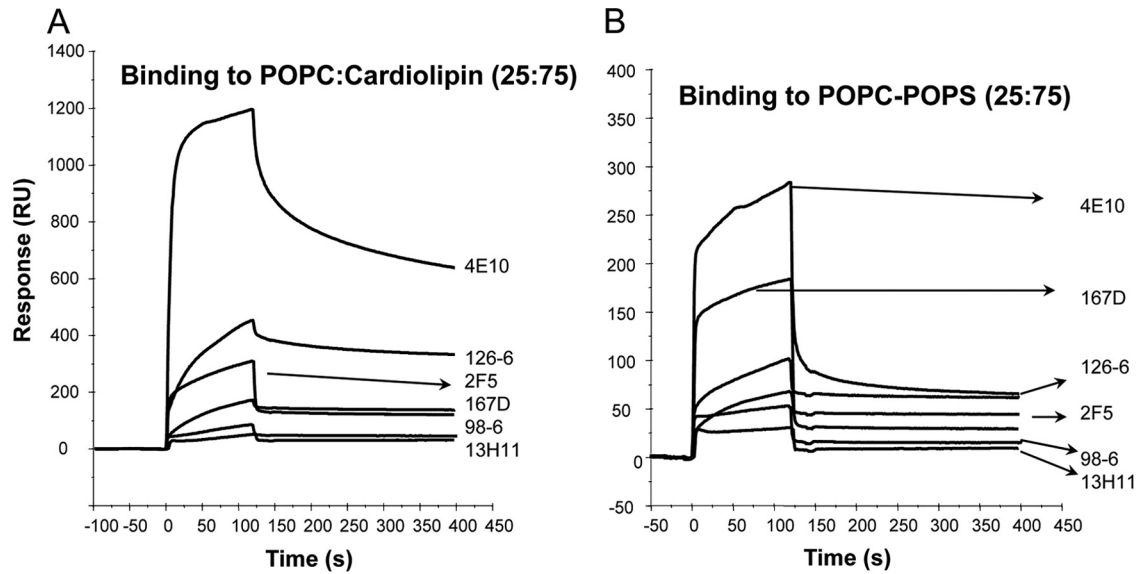 A
Binding to POPC:Cardiolipin (25:75)
Response (RU)
1400
1200
1000
800
600
400
200
0
4E10
126-6
2F5
167D
98-6
13H11
-100 -50 0 50 100 150 200 250 300 350 400 450
Time (s)
B
Binding to POPC-POPS (25:75)
400
350
300
250
200
150
100
50
0
-50
4E10
167D
126-6
2F5
98-6
13H11
-50 0 50 100 150 200 250 300 350 400 450
Time (s)